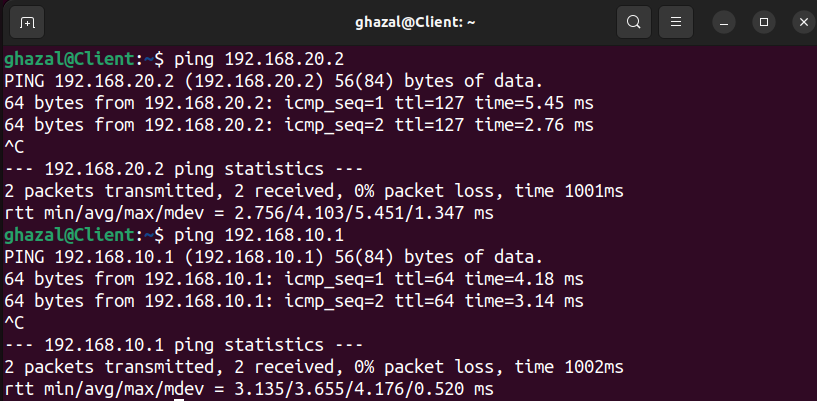 ghazal@Client: ~
ghazal@Client:~$ ping 192.168.20.2
PING 192.168.20.2 (192.168.20.2) 56(84) bytes of data.
64 bytes from 192.168.20.2: icmp_seq=1 ttl=127 time=5.45 ms
64 bytes from 192.168.20.2: icmp_seq=2 ttl=127 time=2.76 ms
^C
--- 192.168.20.2 ping statistics ---
2 packets transmitted, 2 received, 0% packet loss, time 1001ms
rtt min/avg/max/mdev = 2.756/4.103/5.451/1.347 ms
ghazal@Client:~$ ping 192.168.10.1
PING 192.168.10.1 (192.168.10.1) 56(84) bytes of data.
64 bytes from 192.168.10.1: icmp_seq=1 ttl=64 time=4.18 ms
64 bytes from 192.168.10.1: icmp_seq=2 ttl=64 time=3.14 ms
^C
--- 192.168.10.1 ping statistics ---
2 packets transmitted, 2 received, 0% packet loss, time 1002ms
rtt min/avg/max/mdev = 3.135/3.655/4.176/0.520 ms